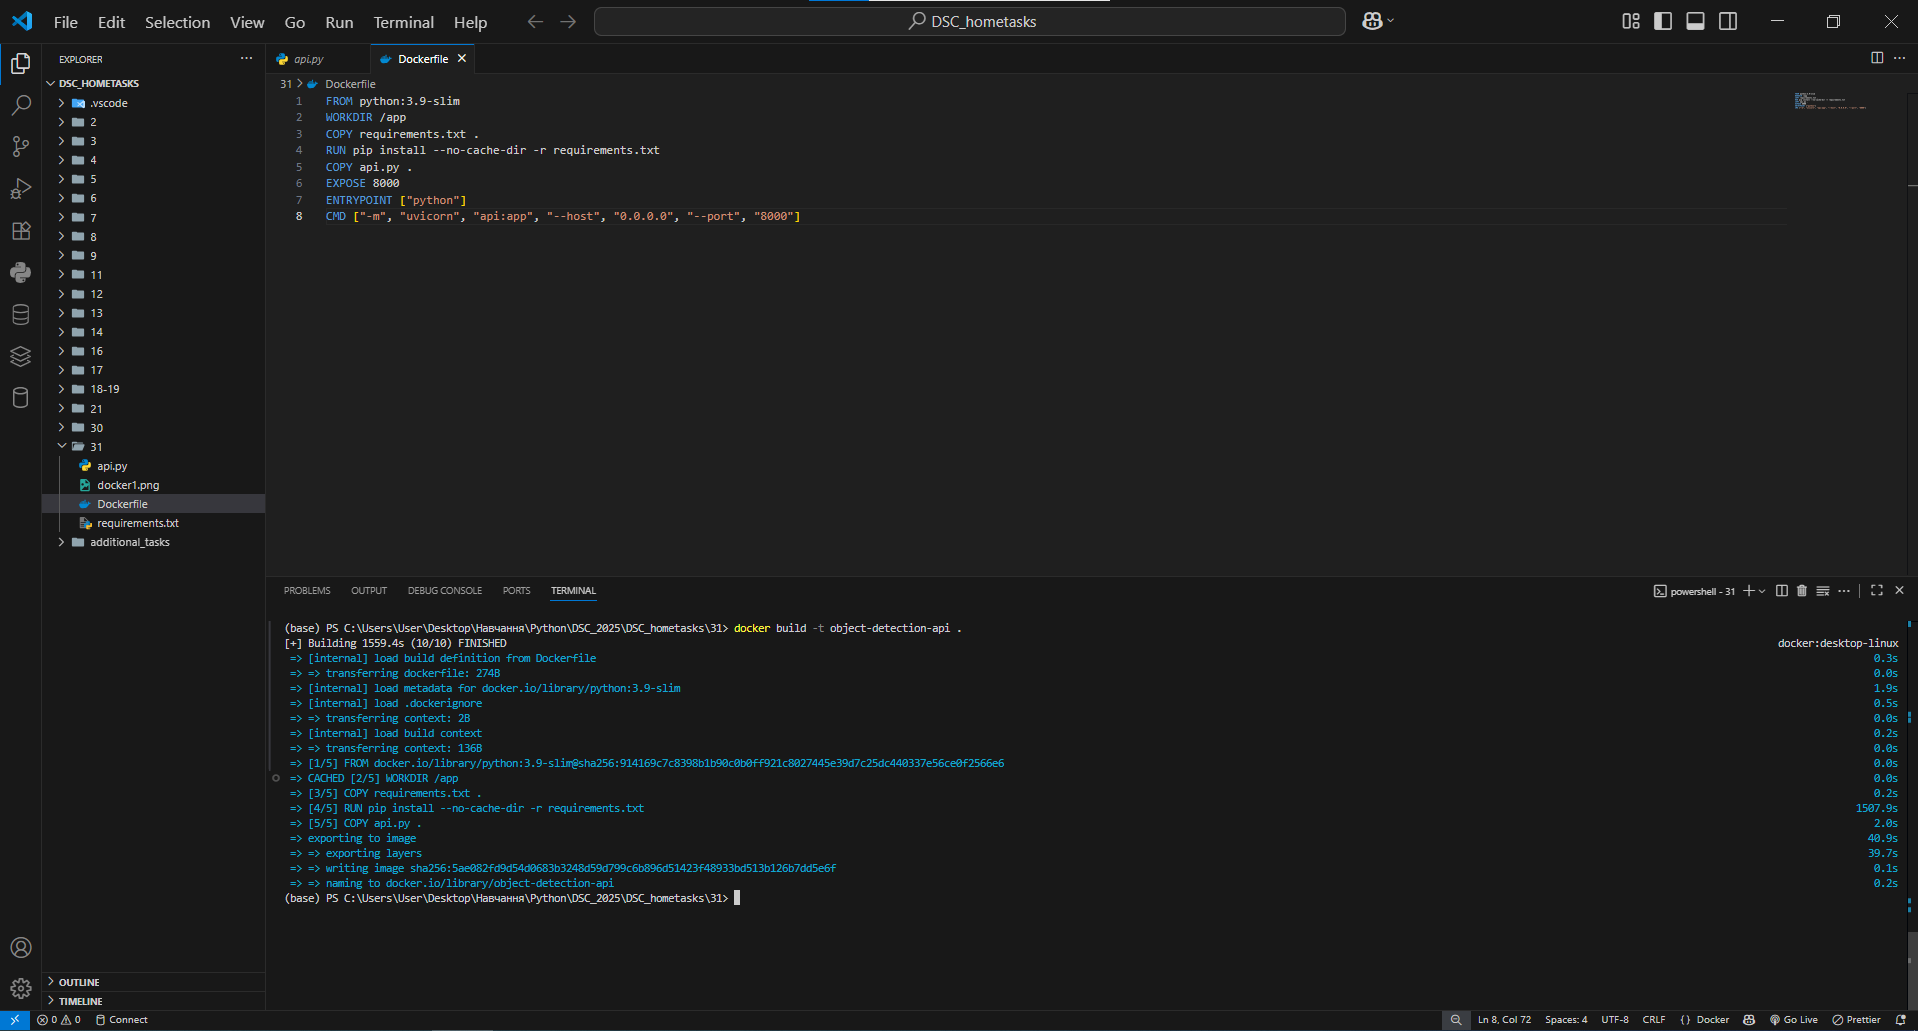 File Edit Selection View Go Run Terminal Help
DSC_hometasks
EXPLORER
DSC_HOMETASKS
.vscode
2
3
4
5
6
7
8
9
11
12
13
14
16
17
18-19
21
30
31
api.py
docker1.png
Dockerfile
requirements.txt
additional_tasks
OUTLINE
TIMELINE
api.py
Dockerfile
31 > Dockerfile
1 FROM python:3.9-slim
2 WORKDIR /app
3 COPY requirements.txt .
4 RUN pip install --no-cache-dir -r requirements.txt
5 COPY api.py .
6 EXPOSE 8000
7 ENTRYPOINT ["python"]
8 CMD ["-m", "uvicorn", "api:app", "--host", "0.0.0.0", "--port", "8000"]
PROBLEMS OUTPUT DEBUG CONSOLE PORTS TERMINAL
powershell - 31
(base) PS C:\Users\User\Desktop\Навчання\Python\DSC_2025\DSC_hometasks\31> docker build -t object-detection-api .
[+] Building 1559.4s (10/10) FINISHED docker:desktop-linux
=> [internal] load build definition from Dockerfile 0.3s
=> => transferring dockerfile: 274B 0.0s
=> [internal] load metadata for docker.io/library/python:3.9-slim 1.9s
=> [internal] load .dockerignore 0.5s
=> => transferring context: 2B 0.0s
=> [internal] load build context 0.2s
=> => transferring context: 136B 0.0s
=> [1/5] FROM docker.io/library/python:3.9-slim@sha256:914169c7c8398b1b90c0b0ff921c8027445e39d7c25dc440337e56ce0f2566e6 0.0s
=> CACHED [2/5] WORKDIR /app 0.0s
=> [3/5] COPY requirements.txt . 0.2s
=> [4/5] RUN pip install --no-cache-dir -r requirements.txt 1507.9s
=> [5/5] COPY api.py . 2.0s
=> exporting to image 40.9s
=> => exporting layers 39.7s
=> => writing image sha256:5ae082fd9d54d0683b3248d59d799c6b896d51423f48933bd513b126b7dd5e6f 0.1s
=> => naming to docker.io/library/object-detection-api 0.2s
(base) PS C:\Users\User\Desktop\Навчання\Python\DSC_2025\DSC_hometasks\31>
0 0 Connect
Ln 8, Col 72 Spaces: 4 UTF-8 CRLF {} Docker Go Live Prettier